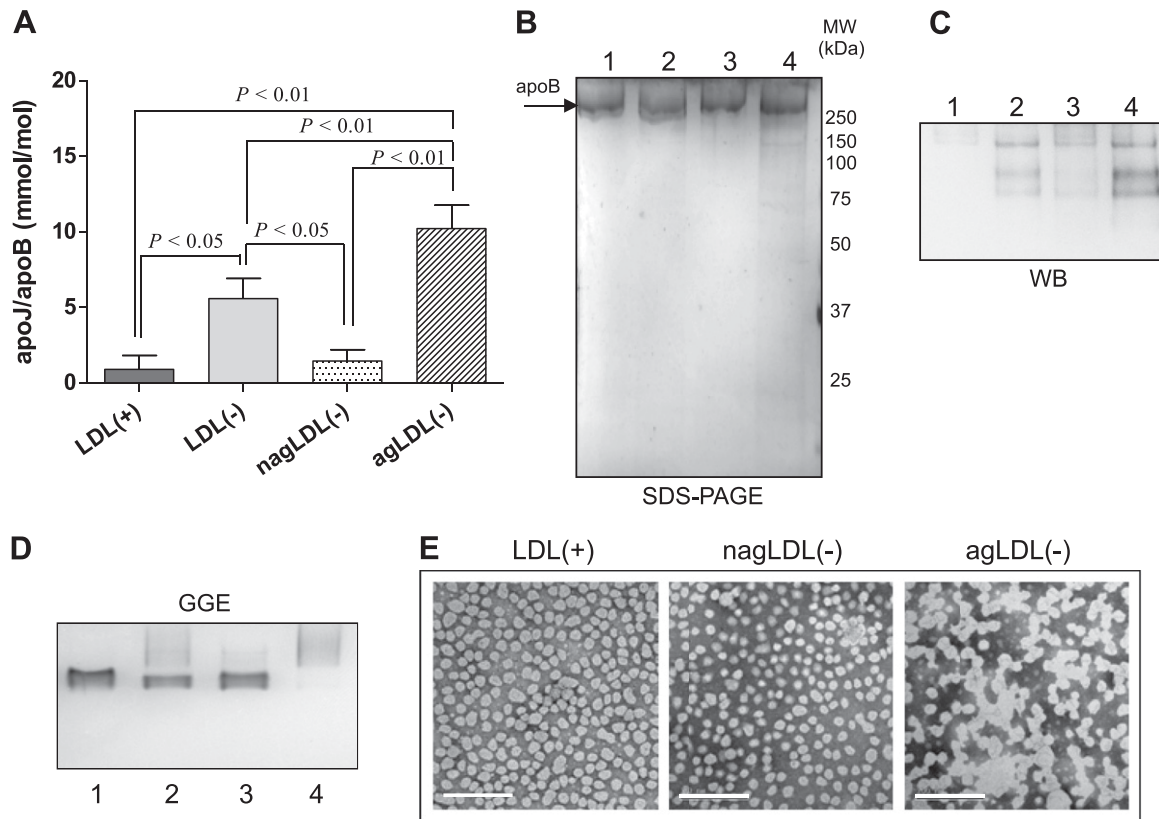 A
apoJ/apoB (mmol/mol)
20
15
10
5
0
P < 0.01
P < 0.01
P < 0.01
P < 0.05
P < 0.05
LDL(+)
LDL(-)
nagLDL(-)
agLDL(-)
B
MW
(kDa)
1 2 3 4
apoB
250
150
100
75
50
37
25
SDS-PAGE
C
1 2 3 4
WB
D
GGE
1 2 3 4
E
LDL(+) nagLDL(-) agLDL(-)